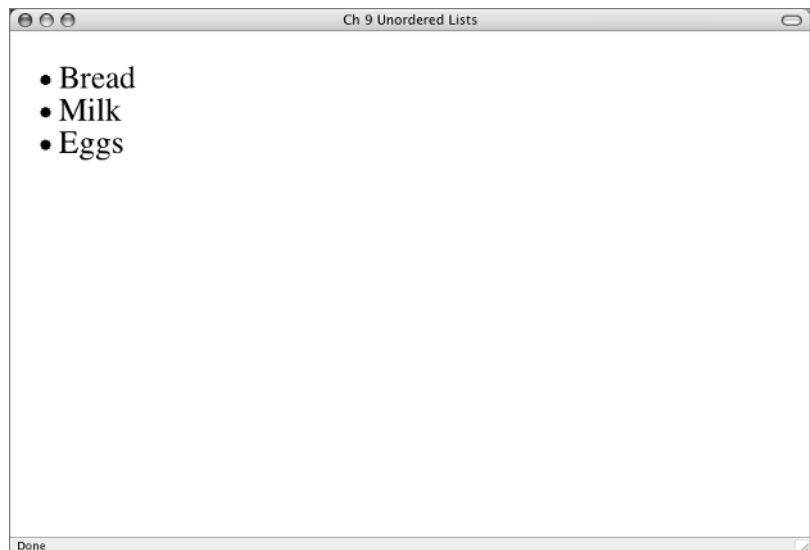 Ch 9 Unordered Lists
• Bread
• Milk
• Eggs
Done